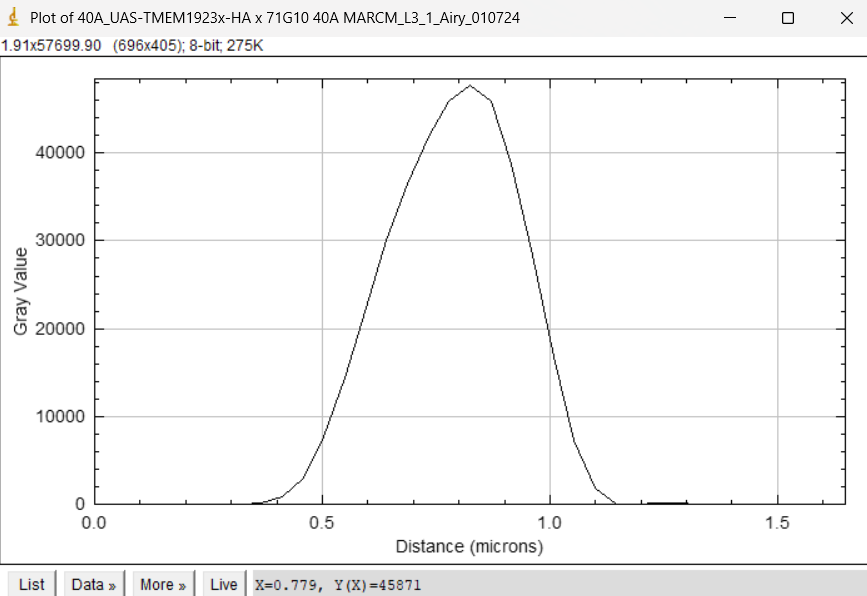 Plot of 40A_UAS-TMEM1923x-HA x 71G10 40A MARCM_L3_1_Airy_010724
1.91x57699.90 (696x405); 8-bit; 275K
40000
30000
20000
10000
0
Gray Value
0.0 0.5 1.0 1.5
Distance (microns)
List Data » More » Live X=0.779, Y(X)=45871